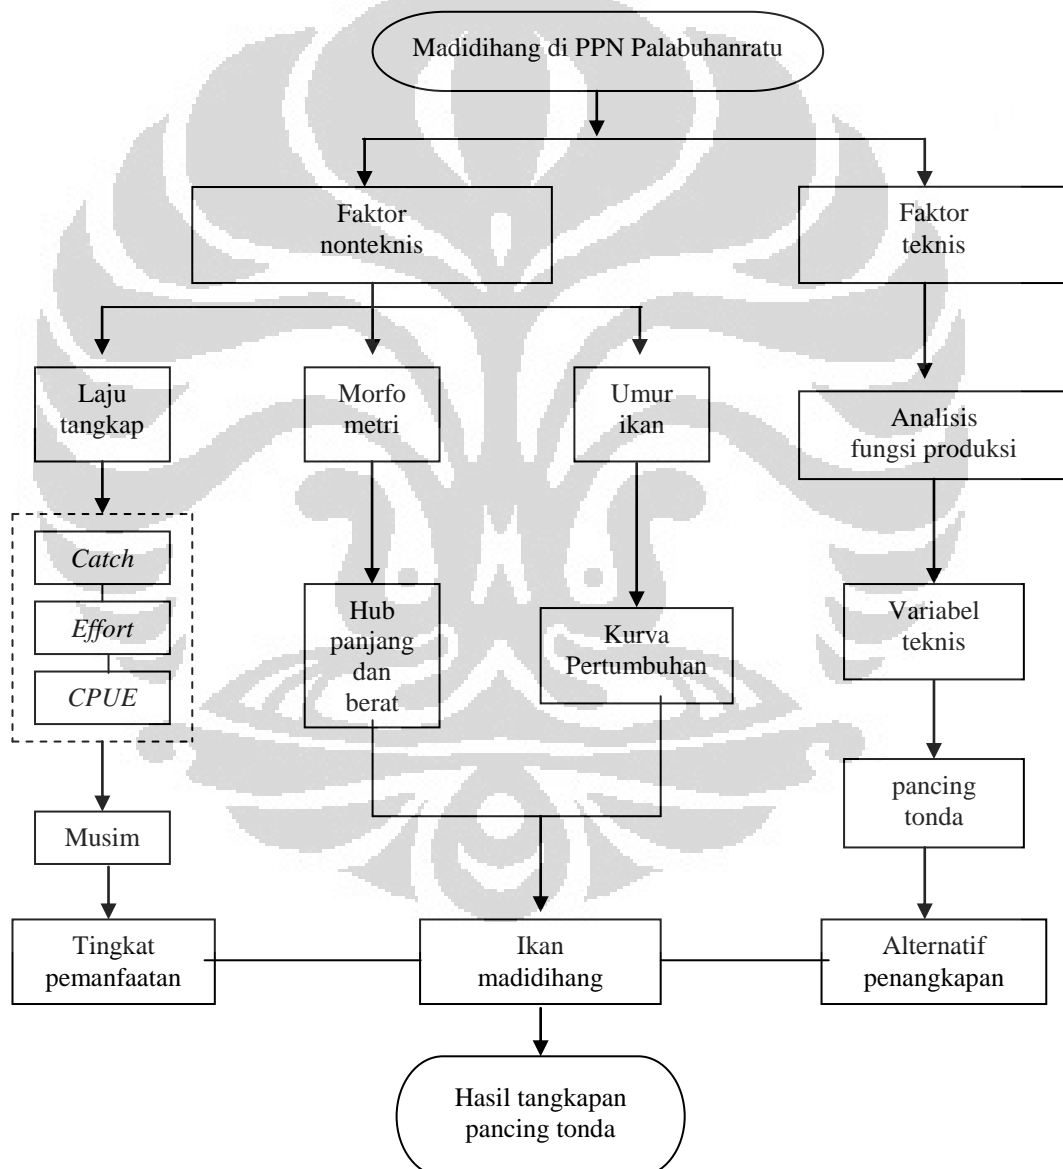 Madidihang di PPN Palabuhanratu
Faktor
nonteknis
Faktor
teknis
Laju
tangkap
Morfo
metri
Umur
ikan
Analisis
fungsi produksi
Catch
Effort
CPUE
Hub
panjang
dan
berat
Kurva
Pertumbuhan
Variabel
teknis
pancing
tonda
Musim
Tingkat
pemanfaatan
Ikan
madidihang
Alternatif
penangkapan
Hasil tangkapan
pancing tonda